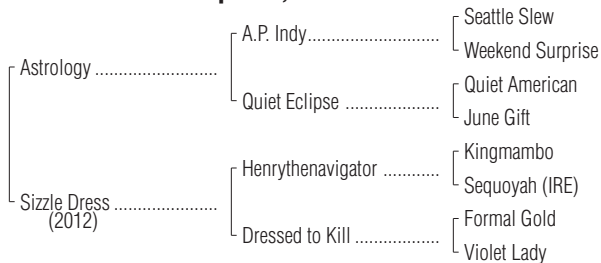 Seattle Slew
A.P. Indy
Weekend Surprise
Astrology
Quiet American
Quiet Eclipse
June Gift
Kingmambo
Henrythenavigator
Sequoyah (IRE)
Sizzle Dress
(2012)
Formal Gold
Dressed to Kill
Violet Lady